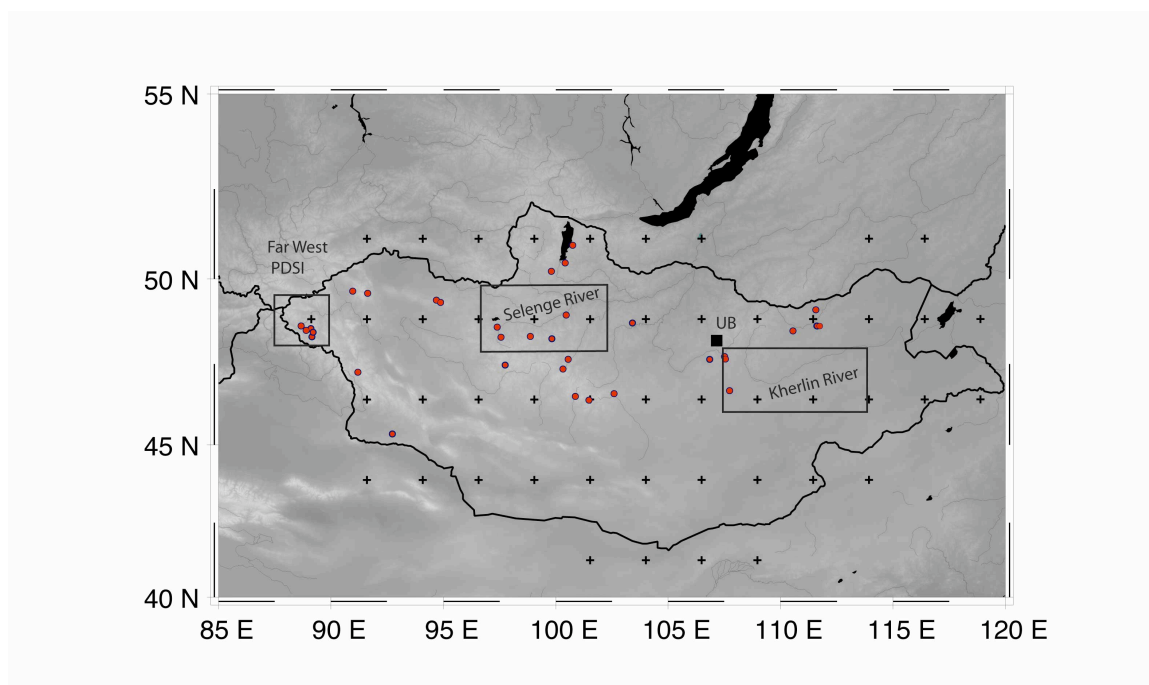 55 N
Far West
PDSI
50 N
Selenge River
UB
Kherlin River
45 N
40 N
85 E 90 E 95 E 100 E 105 E 110 E 115 E 120 E